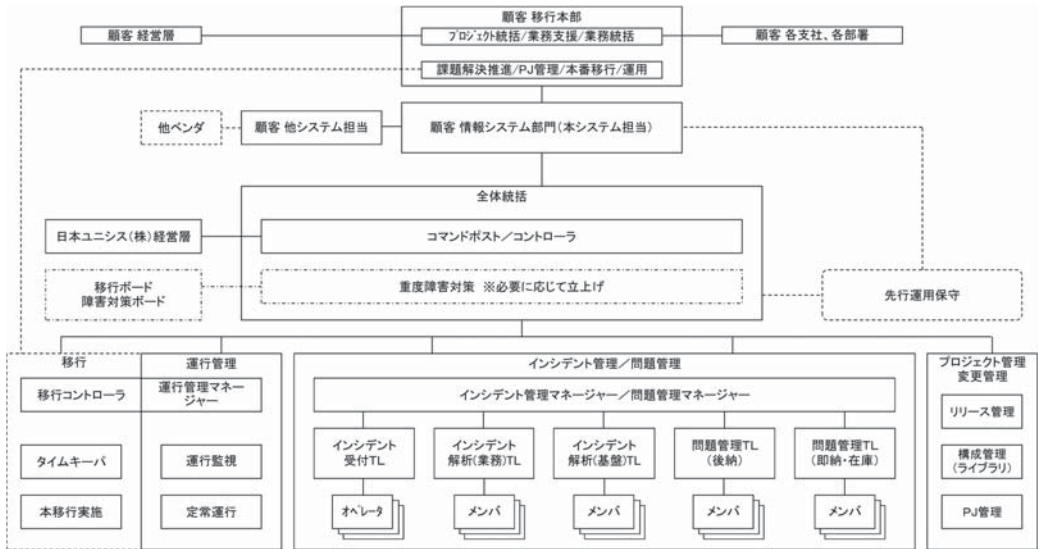 顧客 移行本部
顧客 経営層
プロジェクト統括/業務支援/業務統括
顧客 各支社、各部署
課題解決推進/PJ管理/本番移行/運用
他ベンダ
顧客 他システム担当
顧客 情報システム部門(本システム担当)
全体統括
日本ユニシス(株)経営層
コマンドポスト/コントローラ
移行ボード
障害対策ボード
重度障害対策 ※必要に応じて立上げ
先行運用保守
移行
運行管理
インシデント管理/問題管理
プロジェクト管理
変更管理
移行コントローラ
運行管理マネー
ジャー
インシデント管理マネージャー/問題管理マネージャー
リリース管理
タイムキーパ
運行監視
インシデント
受付TL
インシデント
解析(業務)TL
インシデント
解析(基盤)TL
問題管理TL
(後納)
問題管理TL
(即納・在庫)
構成管理
(ライブラリ)
本移行実施
定常運行
オペレータ
メンバ
メンバ
メンバ
メンバ
PJ管理